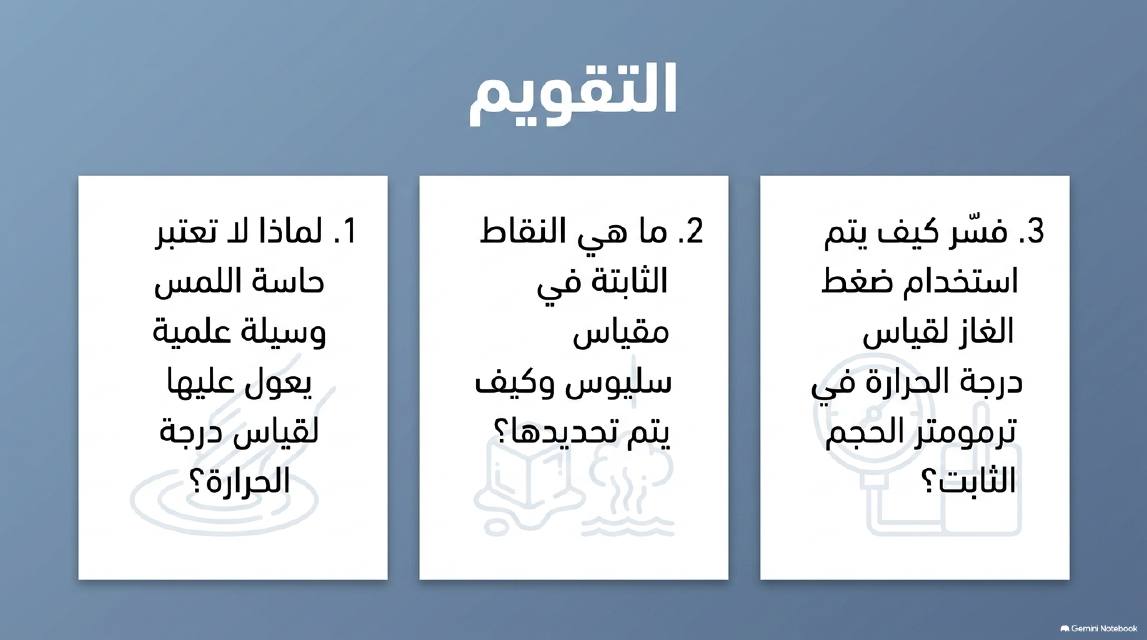 التقويم
1. لماذا لا تعتبر
حاسة اللمس
وسيلة علمية
يعول عليها
لقياس درجة
الحرارة؟
2. ما هي النقاط
الثابتة في
مقياس
سليوس وكيف
يتم تحديدها؟
3. فسّر كيف يتم
استخدام ضغط
الغاز لقياس
درجة الحرارة في
ترمومتر الحجم
الثابت؟
Gemini Notebook